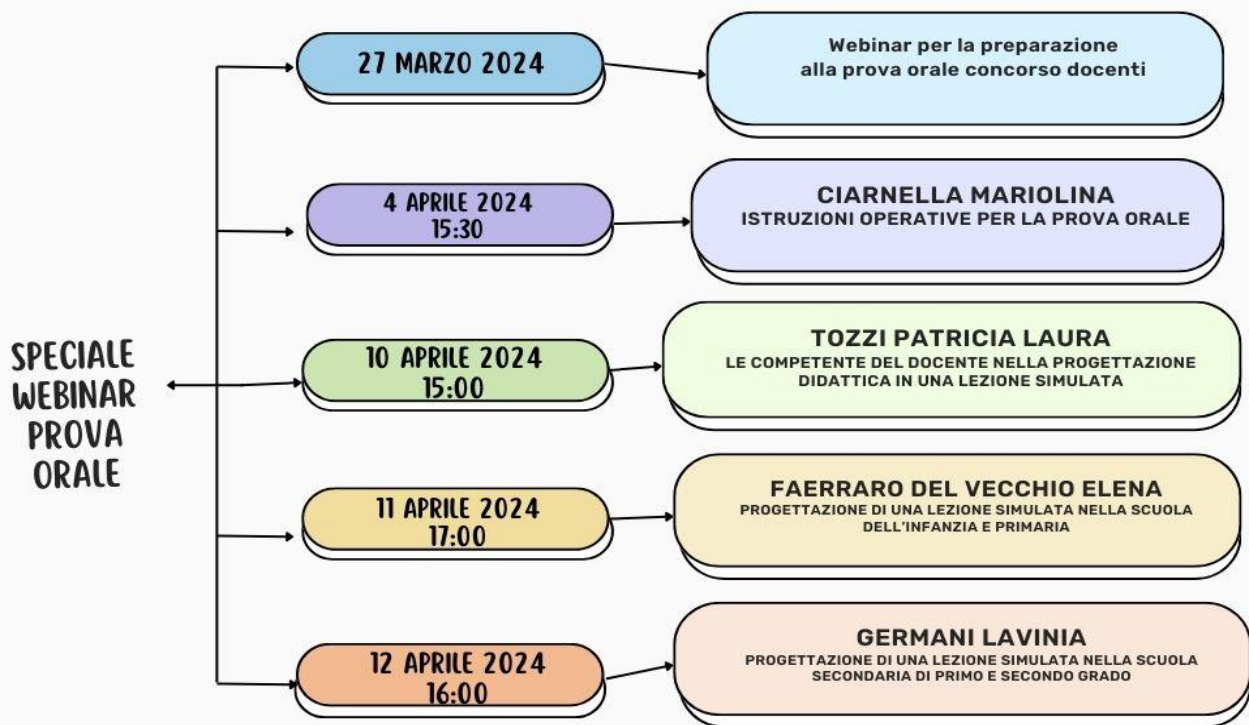 SPECIALE
WEBINAR
PROVA
ORALE
27 MARZO 2024
Webinar per la preparazione
alla prova orale concorso docenti
4 APRILE 2024
15:30
CIARNELLA MARIOLINA
ISTRUZIONI OPERATIVE PER LA PROVA ORALE
10 APRILE 2024
15:00
TOZZI PATRICIA LAURA
LE COMPETENTE DEL DOCENTE NELLA PROGETTAZIONE
DIDATTICA IN UNA LEZIONE SIMULATA
11 APRILE 2024
17:00
FAERRARO DEL VECCHIO ELENA
PROGETTAZIONE DI UNA LEZIONE SIMULATA NELLA SCUOLA
DELL'INFANZIA E PRIMARIA
12 APRILE 2024
16:00
GERMANI LAVINIA
PROGETTAZIONE DI UNA LEZIONE SIMULATA NELLA SCUOLA
SECONDARIA DI PRIMO E SECONDO GRADO